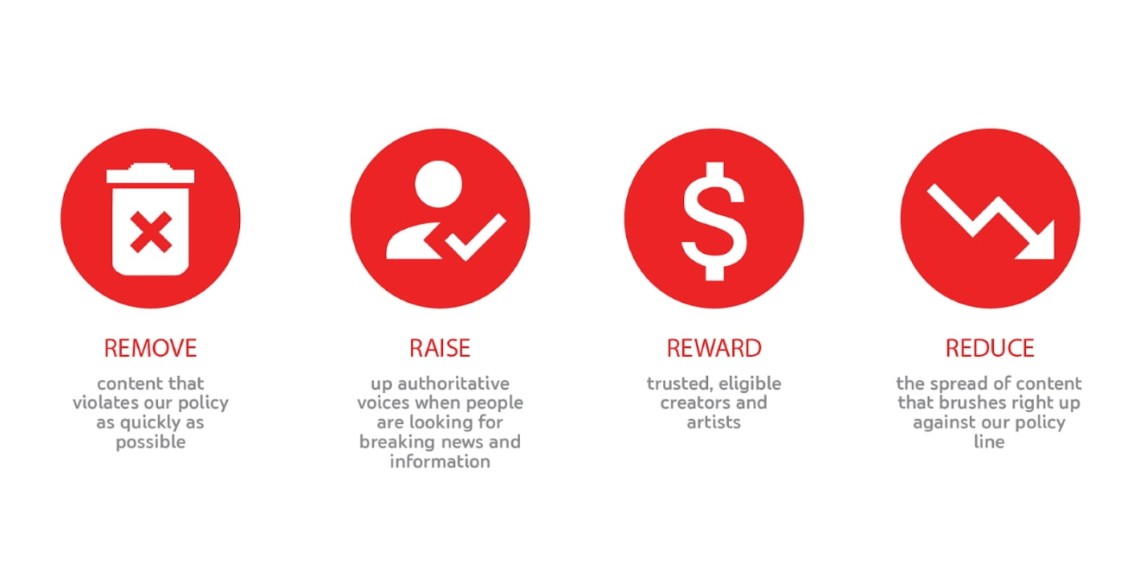 REMOVE
content that
violates our policy
as quickly as
possible
RAISE
up authoritative
voices when people
are looking for
breaking news and
information
REWARD
trusted, eligible
creators and
artists
REDUCE
the spread of content
that brushes right up
against our policy
line